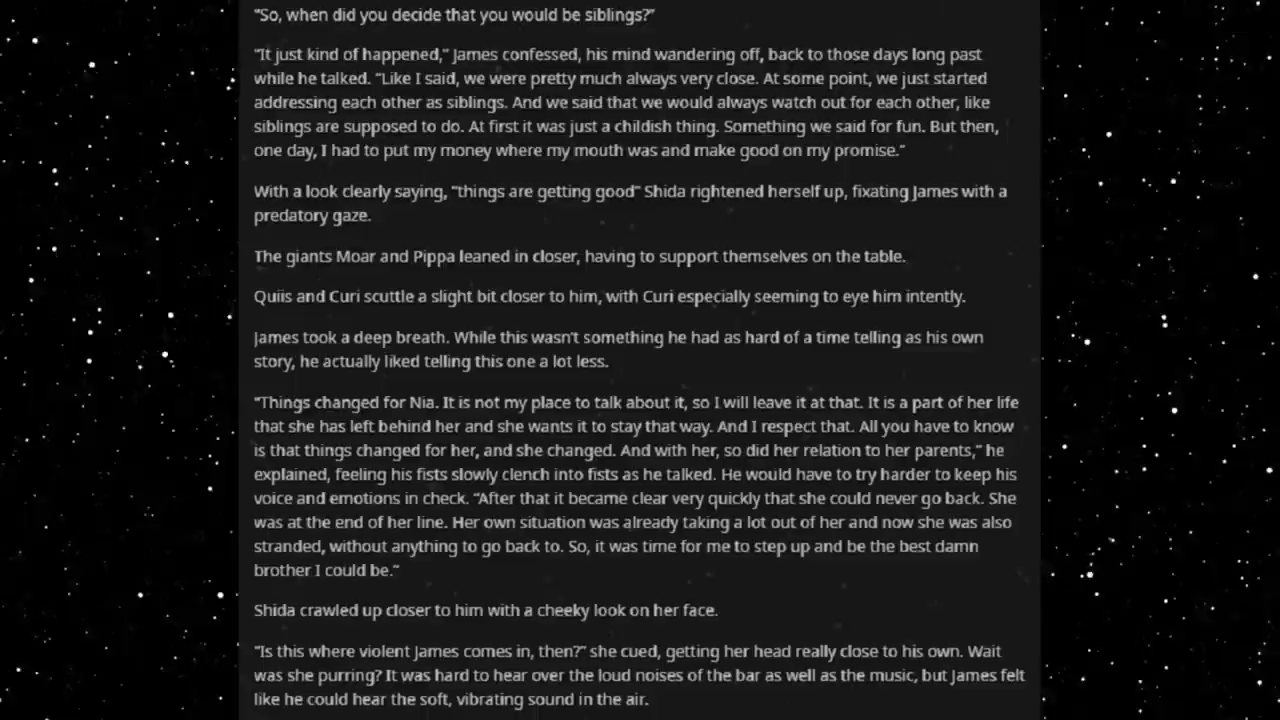 “So, when did you decide that you would be siblings?”
“It just kind of happened,” James confessed, his mind wandering off, back to those days long past
while he talked. “Like I said, we were pretty much always very close. At some point, we just started
addressing each other as siblings. And we said that we would always watch out for each other, like
siblings are supposed to do. At first it was just a childish thing. Something we said for fun. But then,
one day, I had to put my money where my mouth was and make good on my promise.”
With a look clearly saying, “things are getting good” Shida rightened herself up, fixating James with a
predatory gaze.
The giants Moar and Pippa leaned in closer, having to support themselves on the table.
Quiis and Curi scuttle a slight bit closer to him, with Curi especially seeming to eye him intently.
James took a deep breath. While this wasn’t something he had as hard of a time telling as his own
story, he actually liked telling this one a lot less.
“Things changed for Nia. It is not my place to talk about it, so I will leave it at that. It is a part of her life
that she has left behind her and she wants it to stay that way. And I respect that. All you have to know
is that things changed for her, and she changed. And with her, so did her relation to her parents,” he
explained, feeling his fists slowly clench into fists as he talked. He would have to try harder to keep his
voice and emotions in check. “After that it became clear very quickly that she could never go back. She
was at the end of her line. Her own situation was already taking a lot out of her and now she was also
stranded, without anything to go back to. So, it was time for me to step up and be the best damn
brother I could be.”
Shida crawled up closer to him with a cheeky look on her face.
“Is this where violent James comes in, then?” she cued, getting her head really close to his own. Wait
was she purring? It was hard to hear over the loud noises of the bar as well as the music, but James felt
like he could hear the soft, vibrating sound in the air.